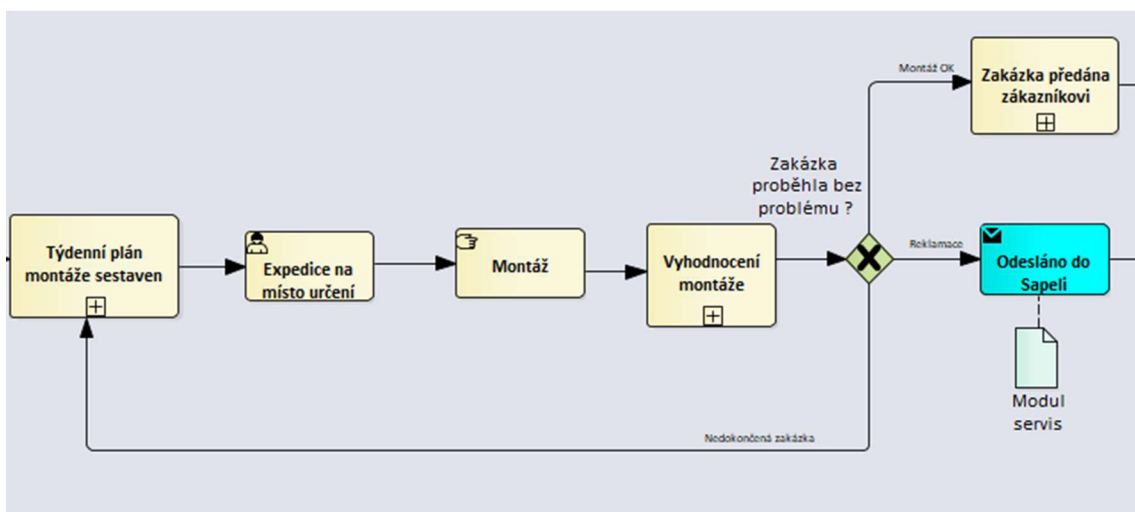 Montáž OK
Zakázka předána
zákazníkovi
Zakázka
proběhla bez
problému ?
Týdenní plán
montáže sestaven
Expedice na
místo určení
Montáž
Vyhodnocení
montáže
Reklamace
Odesláno do
Sapeli
Modul
servis
Nedokončená zakázka